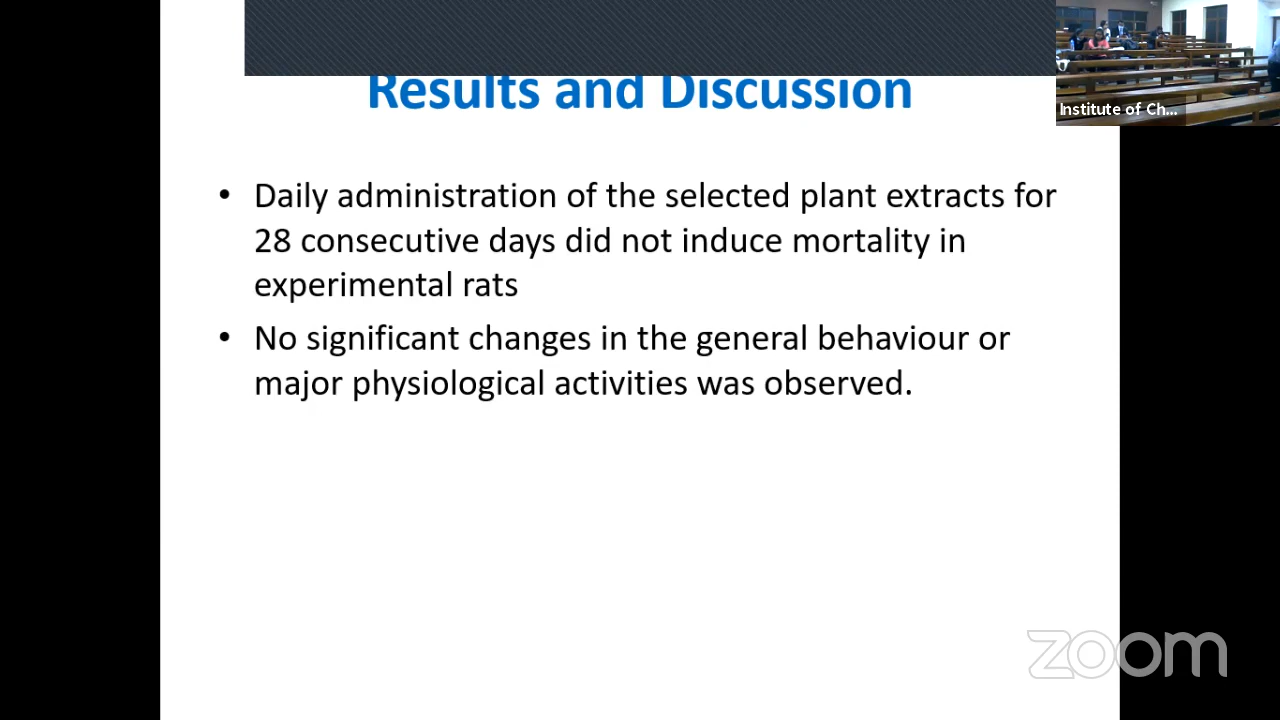 Results and Discussion
Institute of Ch...
• Daily administration of the selected plant extracts for
28 consecutive days did not induce mortality in
experimental rats
• No significant changes in the general behaviour or
major physiological activities was observed.
zoom